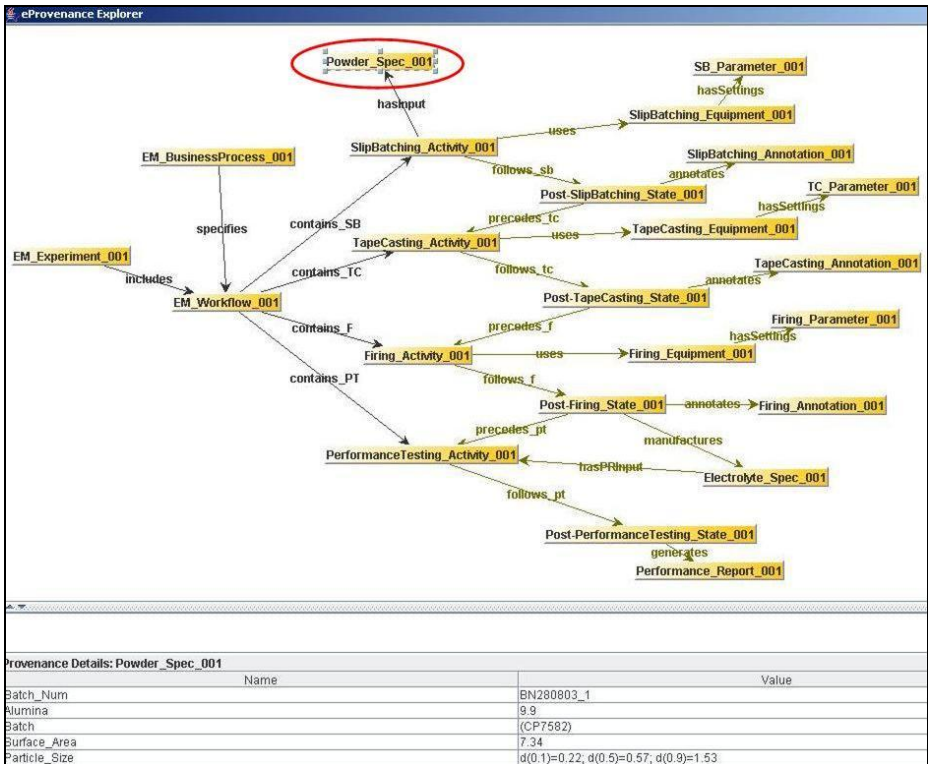 eProvenance Explorer
Powder_Spec_001
SB_Parameter_001
hasSettings
hasInput
SlipBatching_Equipment_001
uses
SlipBatching_Activity_001
SlipBatching_Annotation_001
EM_BusinessProcess_001
follows_sb
annotates
Post-SlipBatching_State_001
TC_Parameter_001
hasSettings
precedes_tc
contains_SB
specifies
uses
TapeCasting_Equipment_001
TapeCasting_Activity_001
EM_Experiment_001
TapeCasting_Annotation_001
includes
contains_TC
follows_tc
annotates
EM_Workflow_001
Post-TapeCasting_State_001
Firing_Parameter_001
contains_F
precedes_f
hasSettings
Firing_Activity_001
uses
Firing_Equipment_001
contains_PT
follows_f
Post-Firing_State_001
annotates
Firing_Annotation_001
precedes_pt
manufactures
PerformanceTesting_Activity_001
hasPRInput
Electrolyte_Spec_001
follows_pt
Post-PerformanceTesting_State_001
generates
Performance_Report_001
Provenance Details: Powder_Spec_001
Name Value
Batch_Num BN280803_1
Alumina 9.9
Batch (CP7582)
Surface_Area 7.34
Particle_Size d(0.1)=0.22; d(0.5)=0.57; d(0.9)=1.53